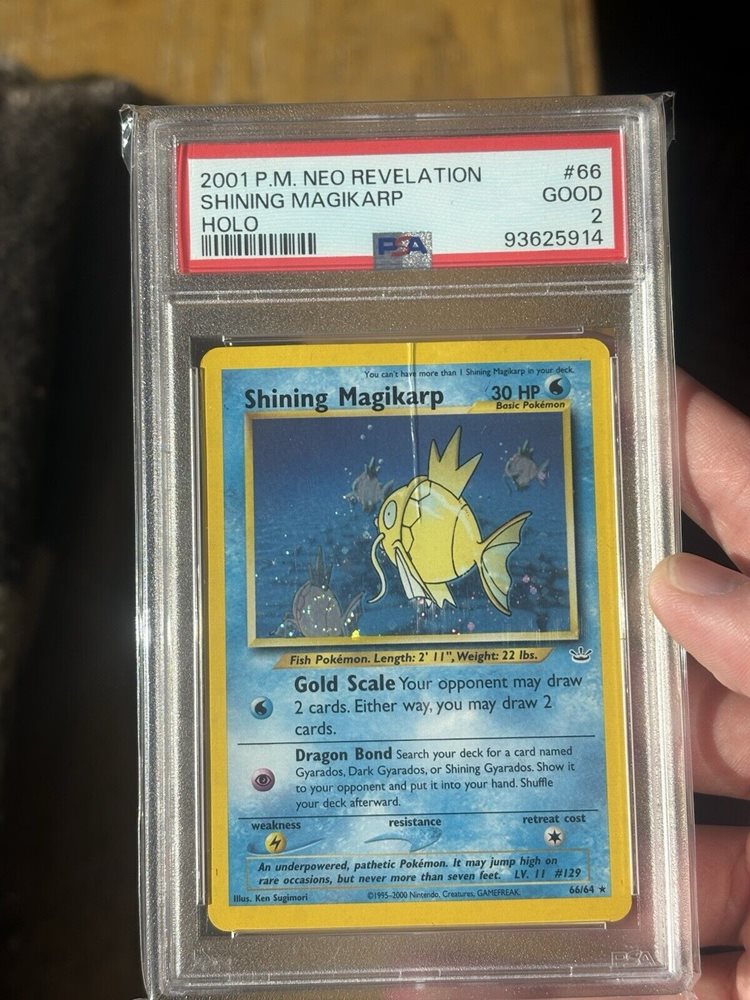 2001 P.M. NEO REVELATION #66
SHINING MAGIKARP GOOD
HOLO 2
PSA 93625914
You can't have more than 1 Shining Magikarp in your deck.
Shining Magikarp 30 HP
Basic Pokémon
Fish Pokémon. Length: 2' 11", Weight: 22 lbs.
Gold Scale Your opponent may draw
2 cards. Either way, you may draw 2
cards.
Dragon Bond Search your deck for a card named
Gyarados, Dark Gyarados, or Shining Gyarados. Show it
to your opponent and put it into your hand. Shuffle
your deck afterward.
weakness resistance retreat cost
An underpowered, pathetic Pokémon. It may jump high on
rare occasions, but never more than seven feet. LV. 11 #129
Illus. Ken Sugimori ©1995-2000 Nintendo, Creatures, GAMEFREAK. 66/64 ★
PSA